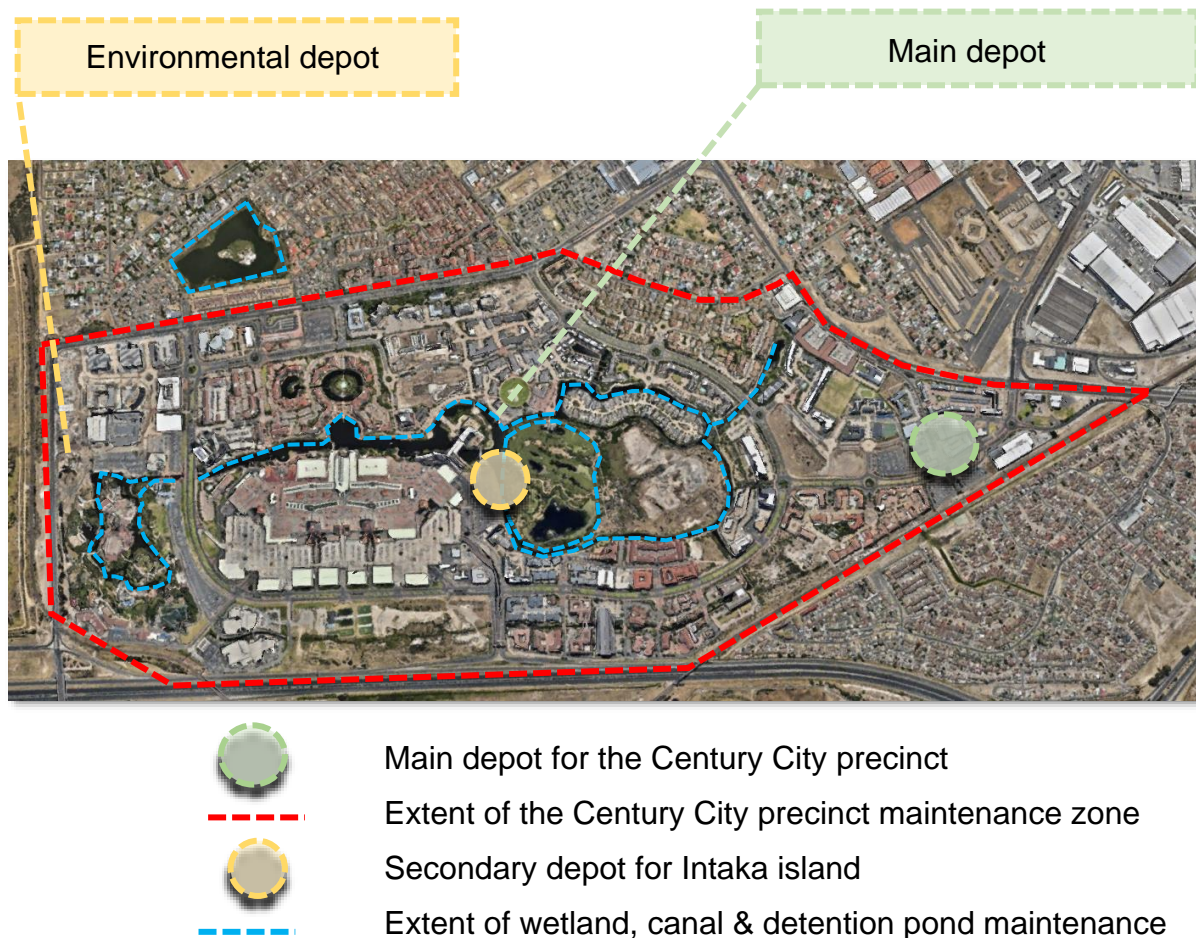 Environmental depot
Main depot
Main depot for the Century City precinct
Extent of the Century City precinct maintenance zone
Secondary depot for Intaka island
Extent of wetland, canal & detention pond maintenance